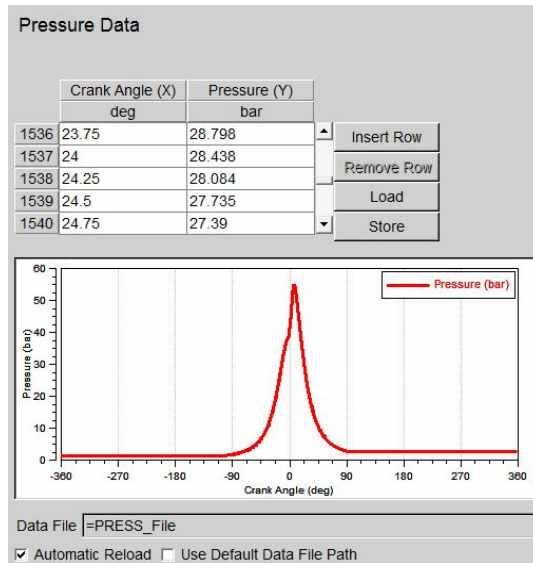 Pressure Data
Crank Angle (X) Pressure (Y)
deg bar
1536 23.75 28.798 Insert Row
1537 24 28.438 Remove Row
1538 24.25 28.084
1539 24.5 27.735 Load
1540 24.75 27.39 Store
60
Pressure (bar)
50
40
30
20
10
0
Pressure (bar)
-360 -270 -180 -90 0 90 180 270 360
Crank Angle (deg)
Data File =PRESS_File
Automatic Reload Use Default Data File Path